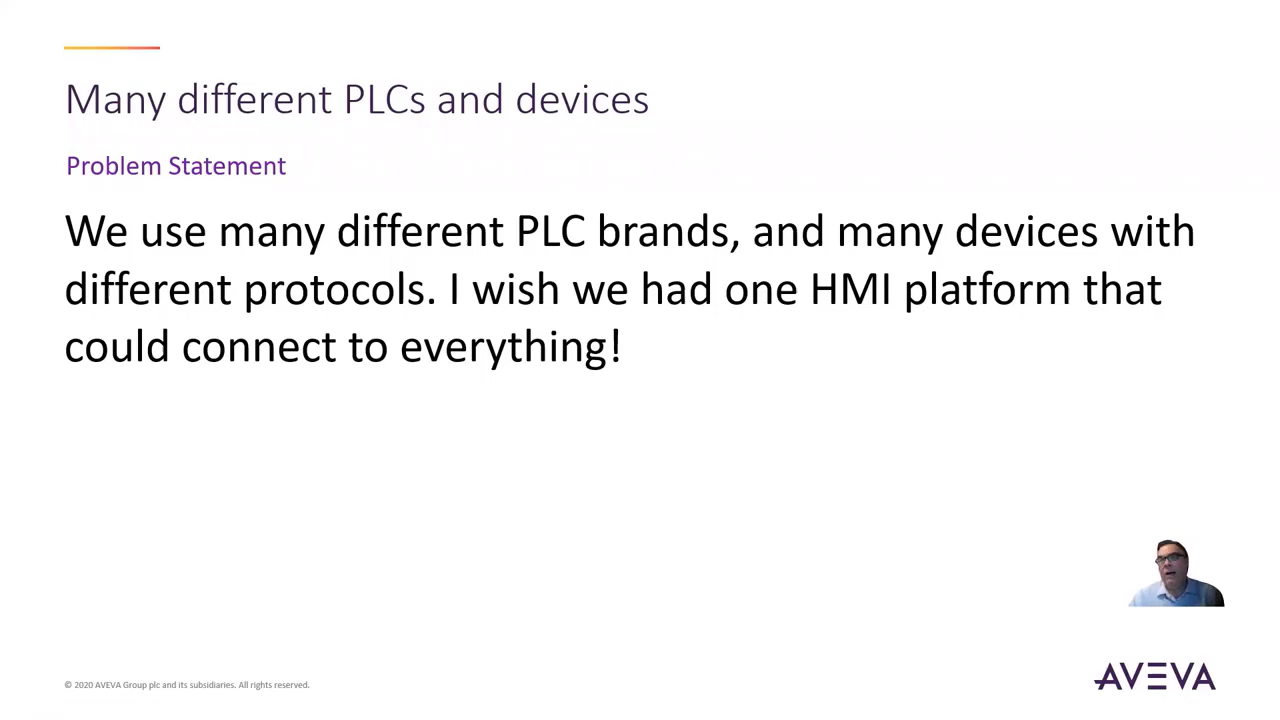 Many different PLCs and devices
Problem Statement
We use many different PLC brands, and many devices with
different protocols. I wish we had one HMI platform that
could connect to everything!
© 2020 AVEVA Group plc and its subsidiaries. All rights reserved.
AVEVA